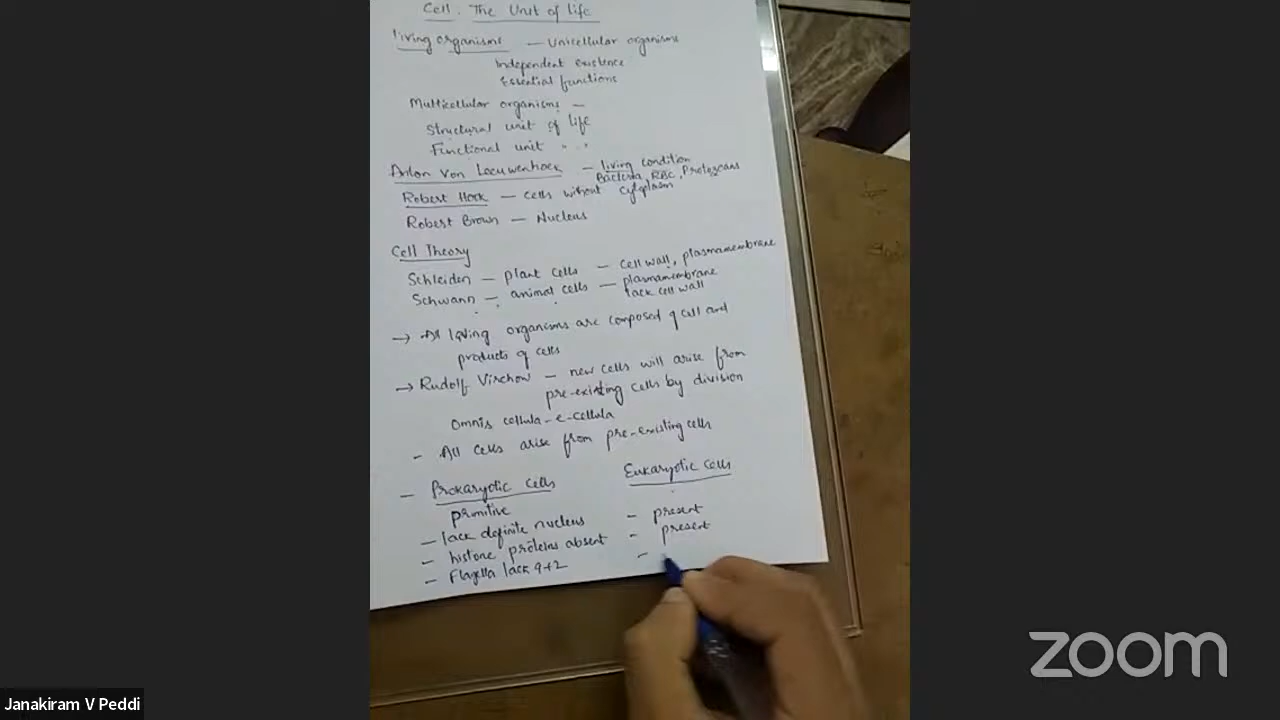 Cell : The Unit of life
living organisms — Unicellular organisms
Independent existence
Essential functions
Multicellular organisms —
Structural unit of life
Functional unit " "
Anton Von Leeuwenhoek — living condition
Bacteria, RBC, Protozoans
Robert Hook — cells without cytoplasm
Robert Brown — Nucleus
Cell Theory
Schleiden — plant cells — cell wall, plasmamembrane
Schwann — animal cells — plasmamembrane
lack cell wall
→ All living organisms are composed of cell and
products of cells
→ Rudolf Virchow — new cells will arise from
pre-existing cells by division
Omnis cellula-e-cellula
- All cells arise from pre-existing cells
- Prokaryotic cells Eukaryotic cells
primitive
- lack definite nucleus - present
- histone proteins absent - present
- Flagella lack 9+2 -
zoom
Janakiram V Peddi